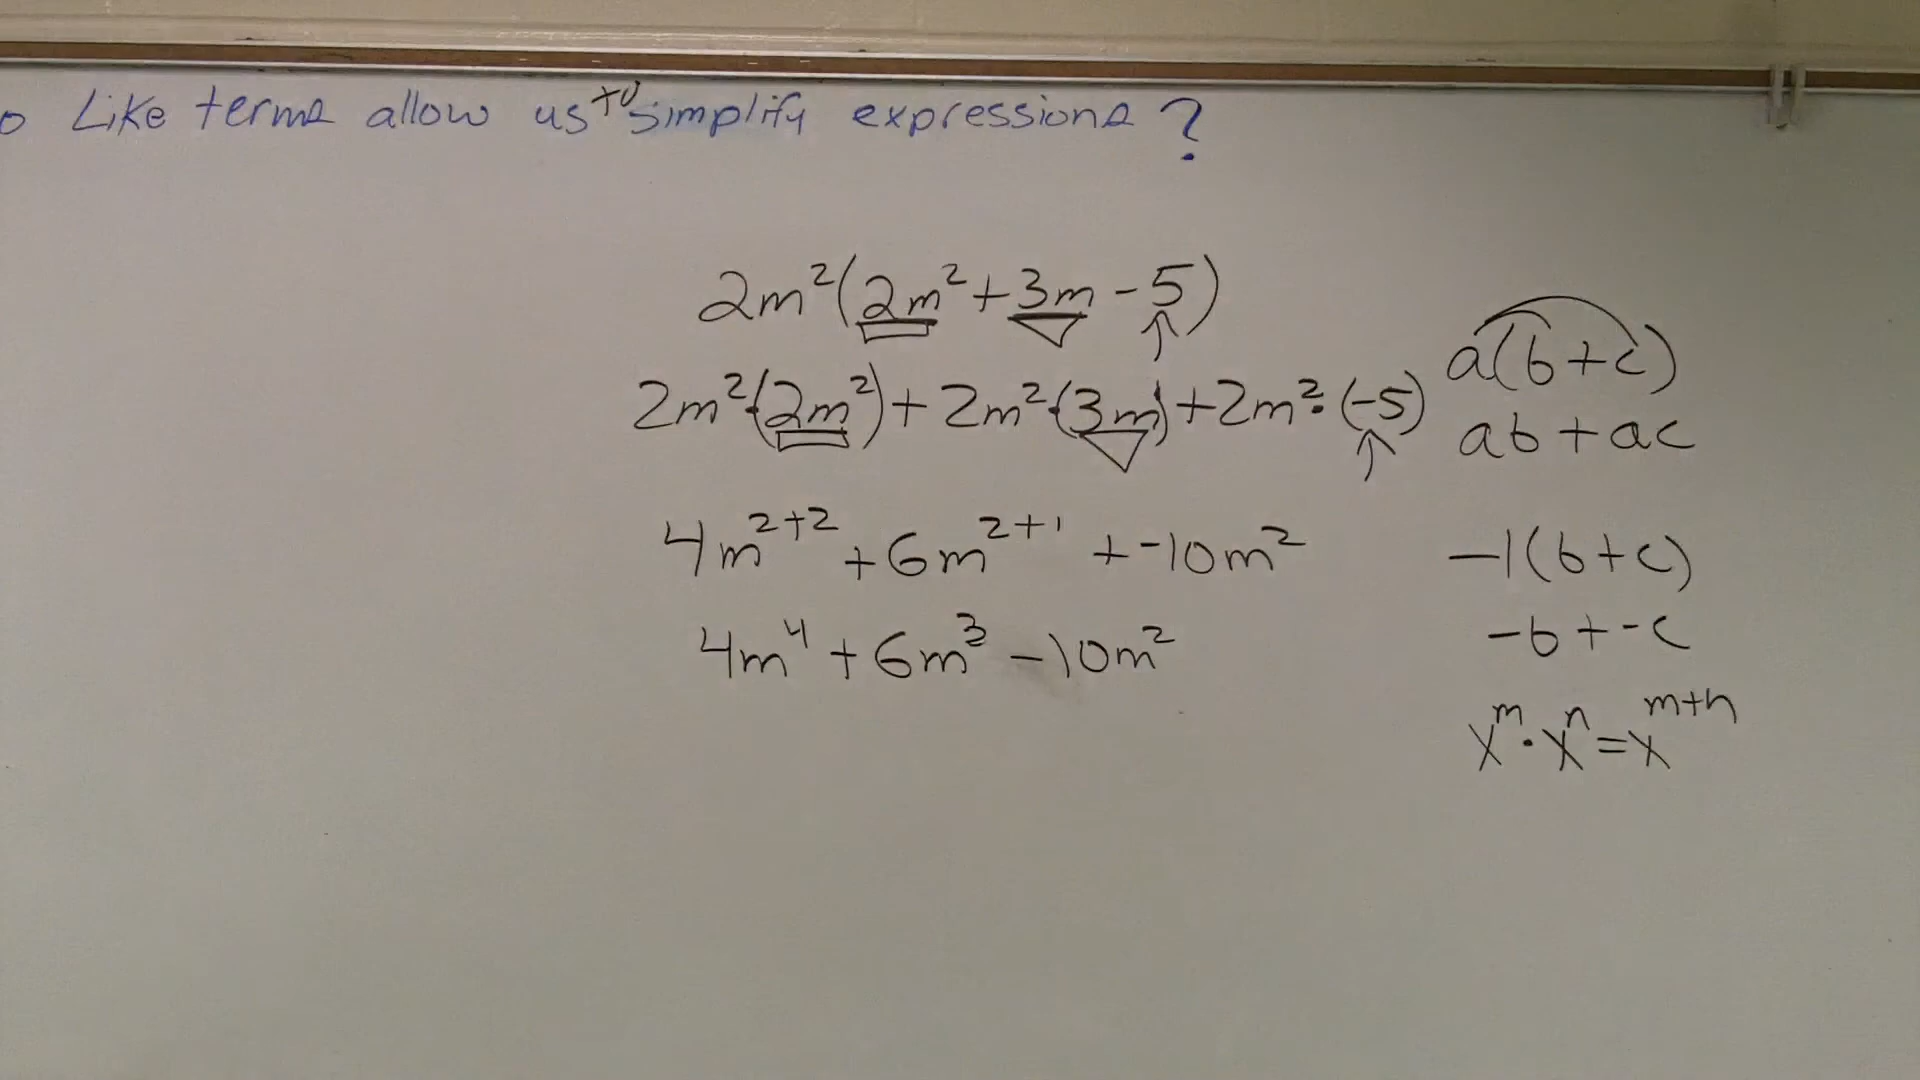 o Like terms allow us to simplify expressions ?
2m²(2m² + 3m - 5)
2m²·(2m²) + 2m²·(3m) + 2m²·(-5)
4m²⁺² + 6m²⁺¹ + -10m²
4m⁴ + 6m³ - 10m²
a(b+c)
ab + ac
-1(b+c)
-b + -c
xᵐ · xⁿ = xᵐ⁺ⁿ